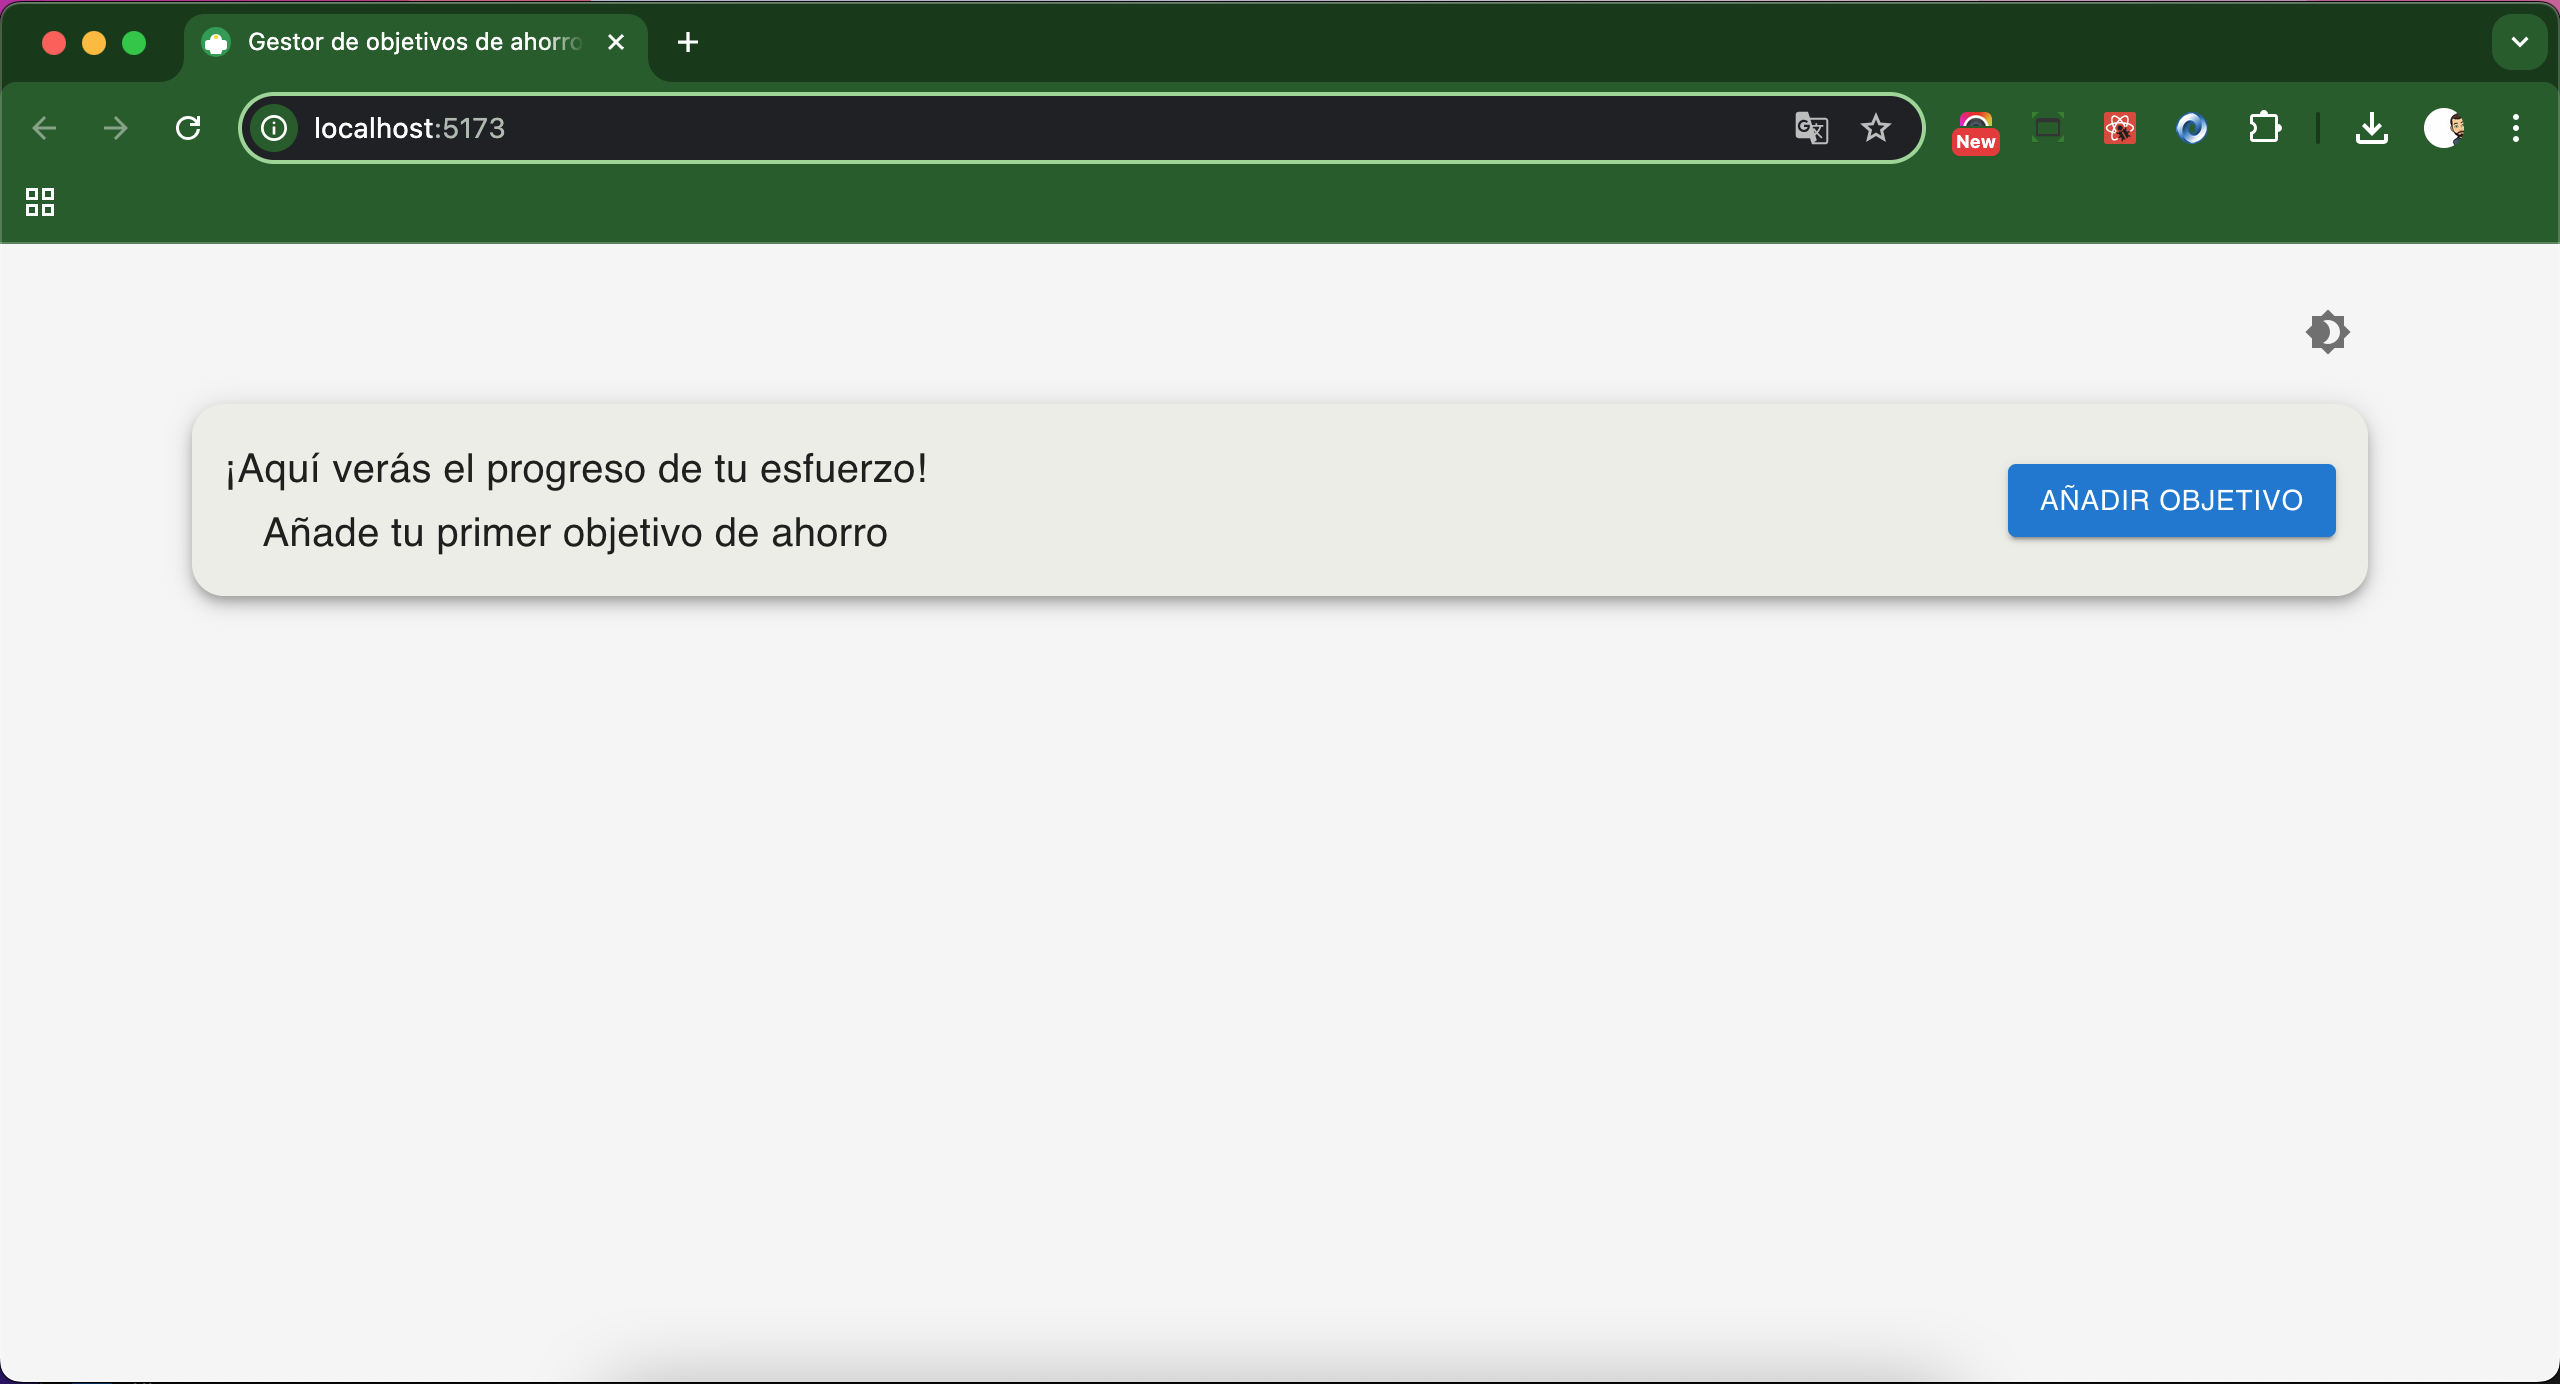 Gestor de objetivos de ahorro
localhost:5173
New
¡Aquí verás el progreso de tu esfuerzo!
Añade tu primer objetivo de ahorro
AÑADIR OBJETIVO